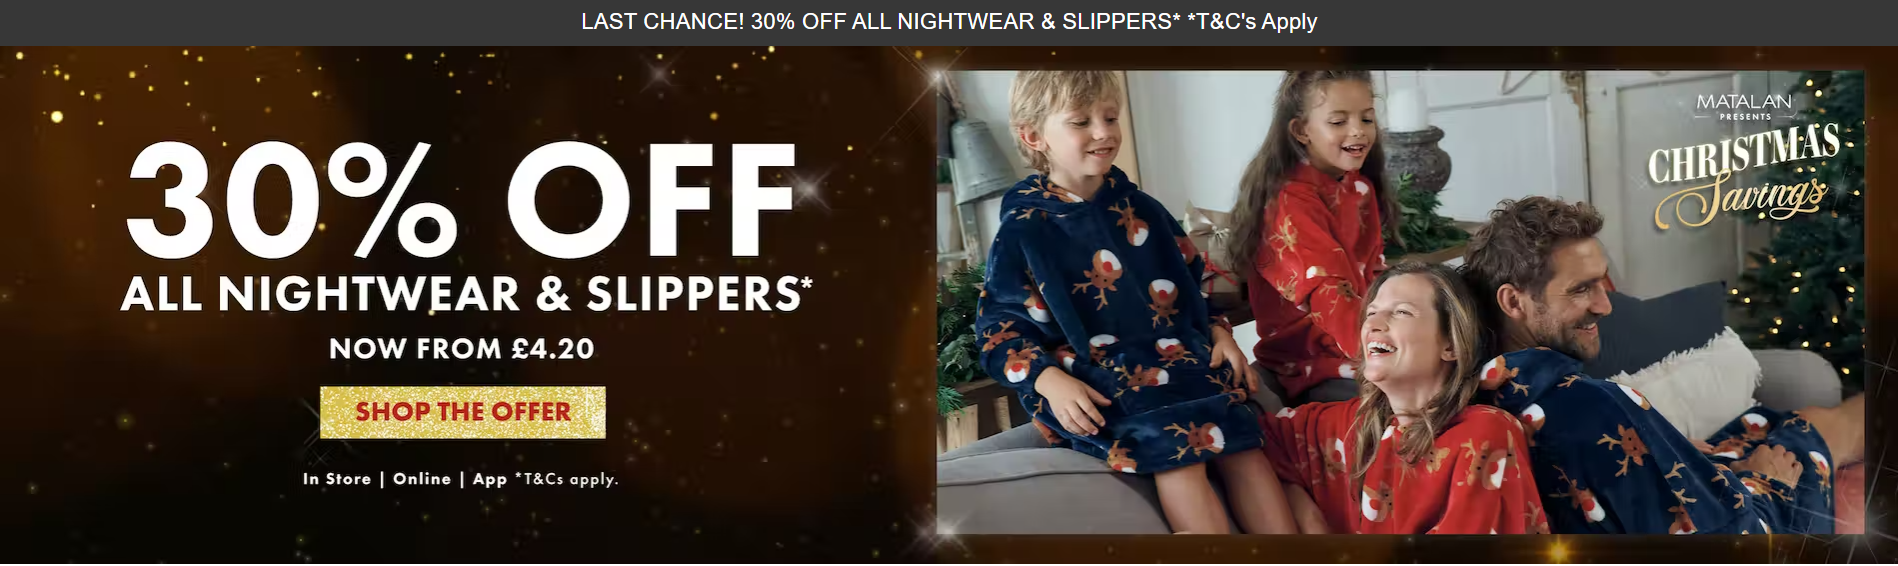 LAST CHANCE! 30% OFF ALL NIGHTWEAR & SLIPPERS* *T&C's Apply
30% OFF
ALL NIGHTWEAR & SLIPPERS*
NOW FROM £4.20
SHOP THE OFFER
In Store | Online | App *T&Cs apply.
MATALAN
PRESENTS
CHRISTMAS
Savings